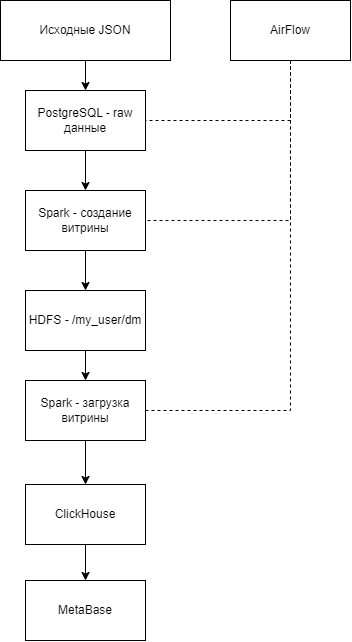 Исходные JSON
AirFlow
PostgreSQL - raw
данные
Spark - создание
витрины
HDFS - /my_user/dm
Spark - загрузка
витрины
ClickHouse
MetaBase